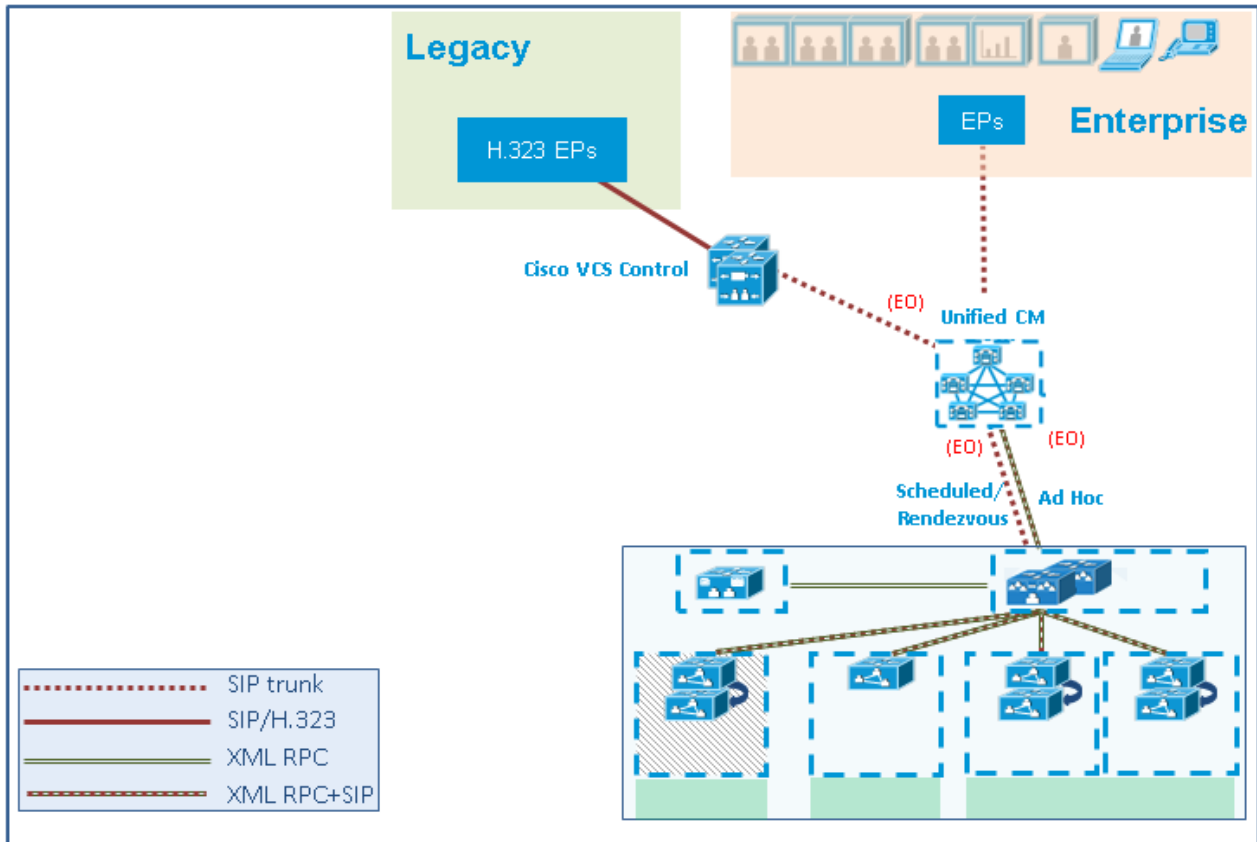 Legacy
H.323 EPs
EPs
Enterprise
Cisco VCS Control
(EO)
Unified CM
(EO)
(EO)
Scheduled/
Rendezvous
Ad Hoc
SIP trunk
SIP/H.323
XML RPC
XML RPC+SIP